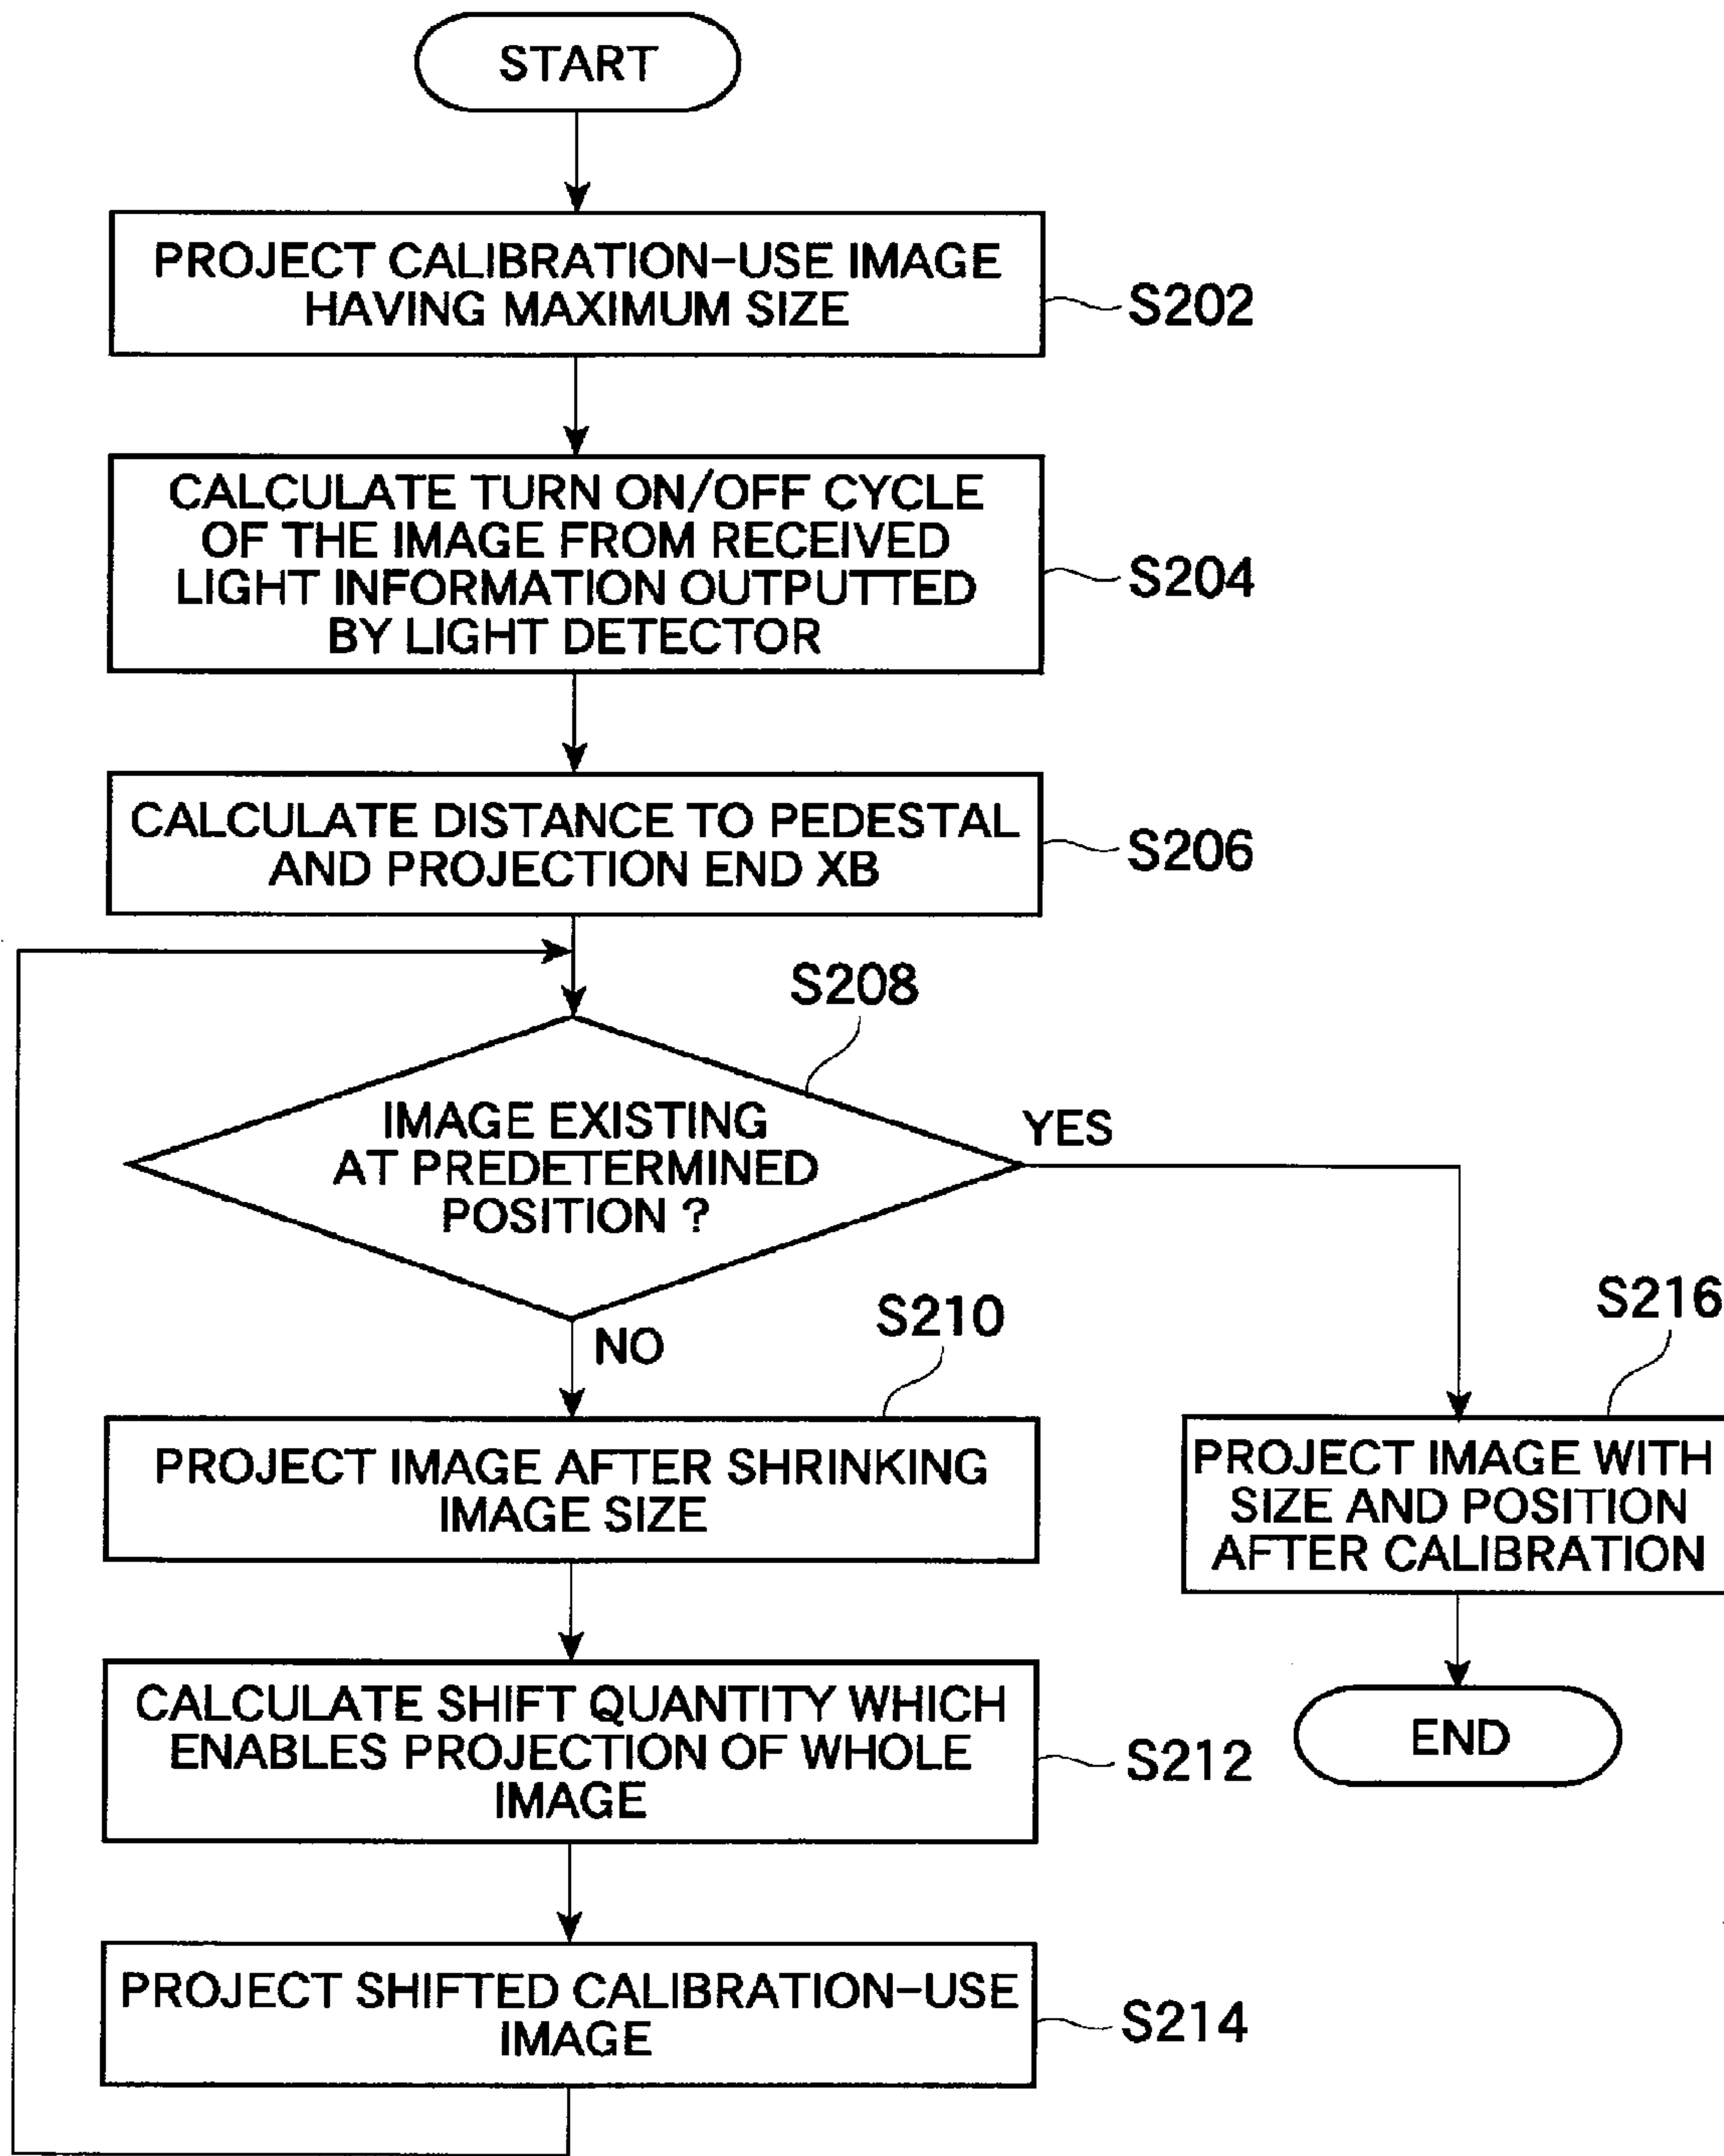 START
PROJECT CALIBRATION-USE IMAGE
HAVING MAXIMUM SIZE
S202
CALCULATE TURN ON/OFF CYCLE
OF THE IMAGE FROM RECEIVED
LIGHT INFORMATION OUTPUTTED
BY LIGHT DETECTOR
S204
CALCULATE DISTANCE TO PEDESTAL
AND PROJECTION END XB
S206
S208
IMAGE EXISTING
AT PREDETERMINED
POSITION ?
YES
NO
S210
PROJECT IMAGE AFTER SHRINKING
IMAGE SIZE
S216
PROJECT IMAGE WITH
SIZE AND POSITION
AFTER CALIBRATION
CALCULATE SHIFT QUANTITY WHICH
ENABLES PROJECTION OF WHOLE
IMAGE
S212
END
PROJECT SHIFTED CALIBRATION-USE
IMAGE
S214